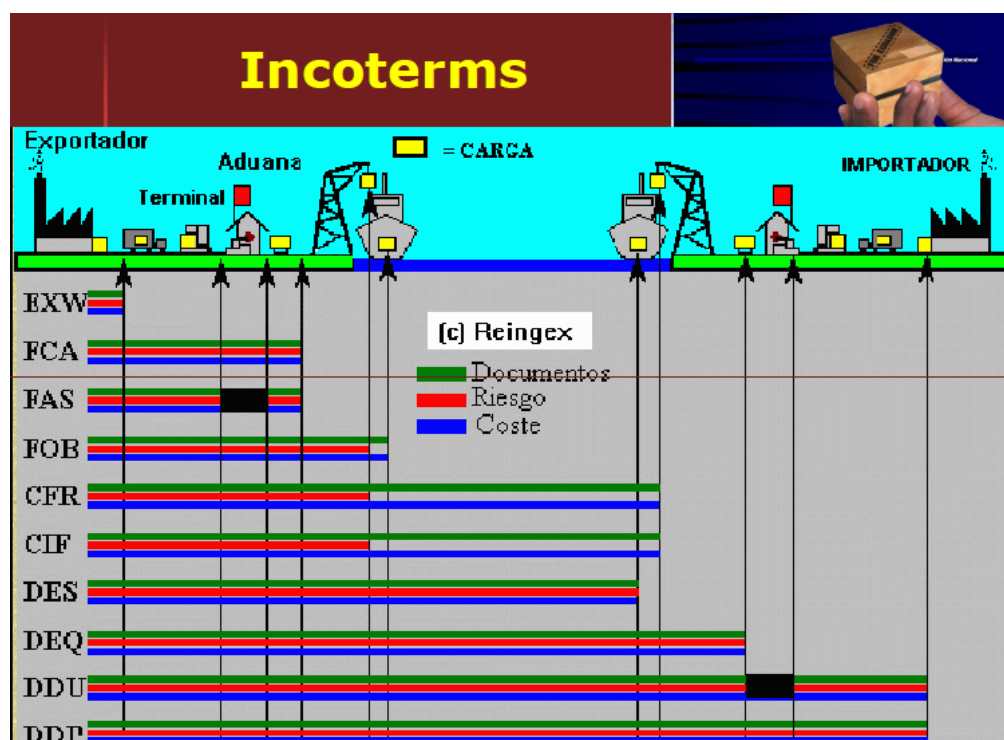 Incoterms
Exportador
Aduana
= CARGA
IMPORTADOR
Terminal
EXW
(c) Reingex
FCA
Documentos
FAS
Riesgo
Coste
FOB
CFR
CIF
DES
DEQ
DDU